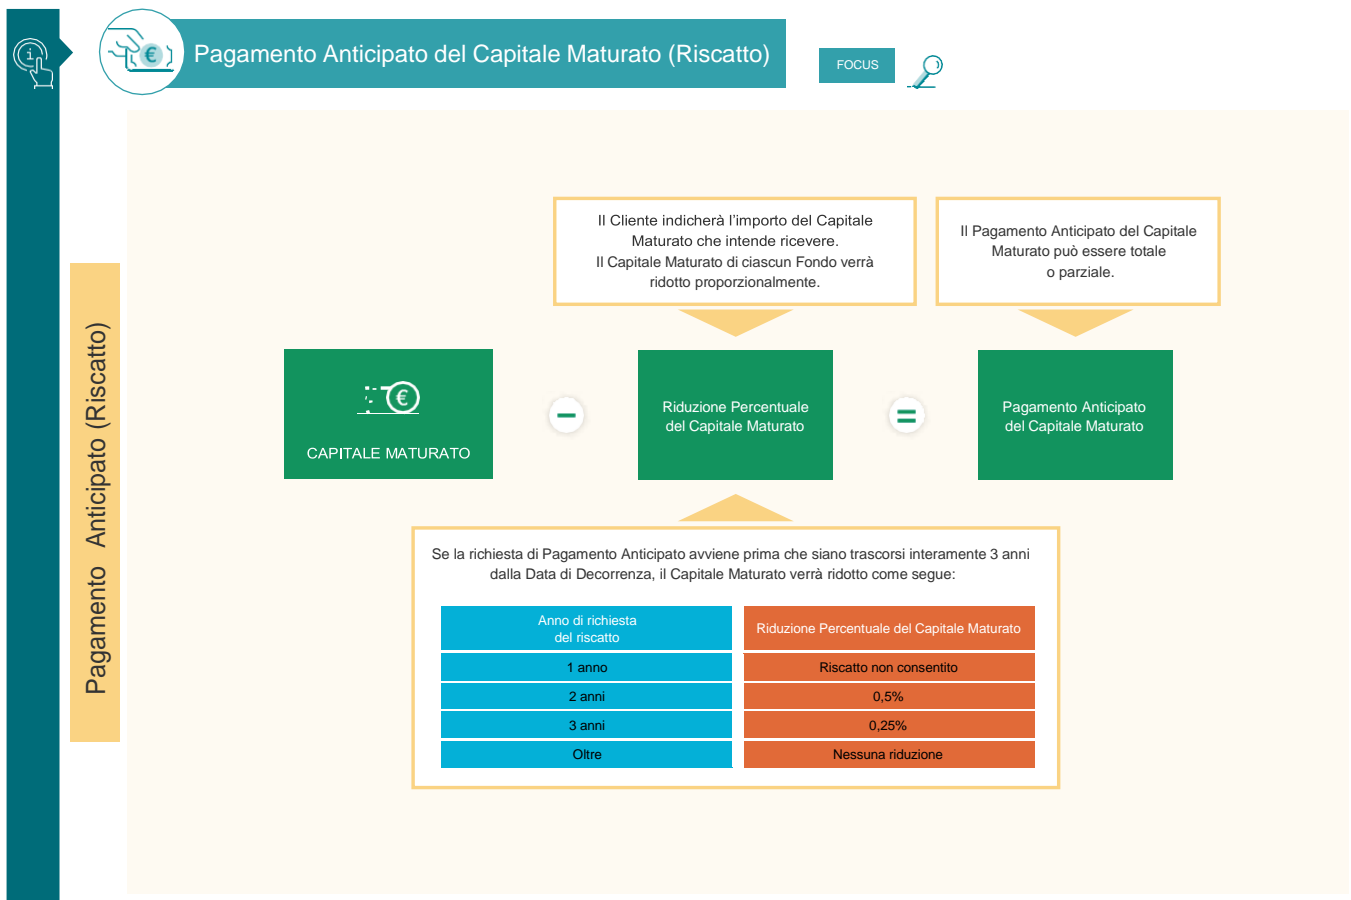 Pagamento Anticipato del Capitale Maturato (Riscatto)
FOCUS
Pagamento Anticipato (Riscatto)
Il Cliente indicherà l'importo del Capitale
Maturato che intende ricevere.
Il Capitale Maturato di ciascun Fondo verrà
ridotto proporzionalmente.
Il Pagamento Anticipato del Capitale
Maturato può essere totale
o parziale.
€
CAPITALE MATURATO
Riduzione Percentuale
del Capitale Maturato
Pagamento Anticipato
del Capitale Maturato
Se la richiesta di Pagamento Anticipato avviene prima che siano trascorsi interamente 3 anni
dalla Data di Decorrenza, il Capitale Maturato verrà ridotto come segue:
Anno di richiesta
del riscatto
Riduzione Percentuale del Capitale Maturato
1 anno
Riscatto non consentito
2 anni
0,5%
3 anni
0,25%
Oltre
Nessuna riduzione